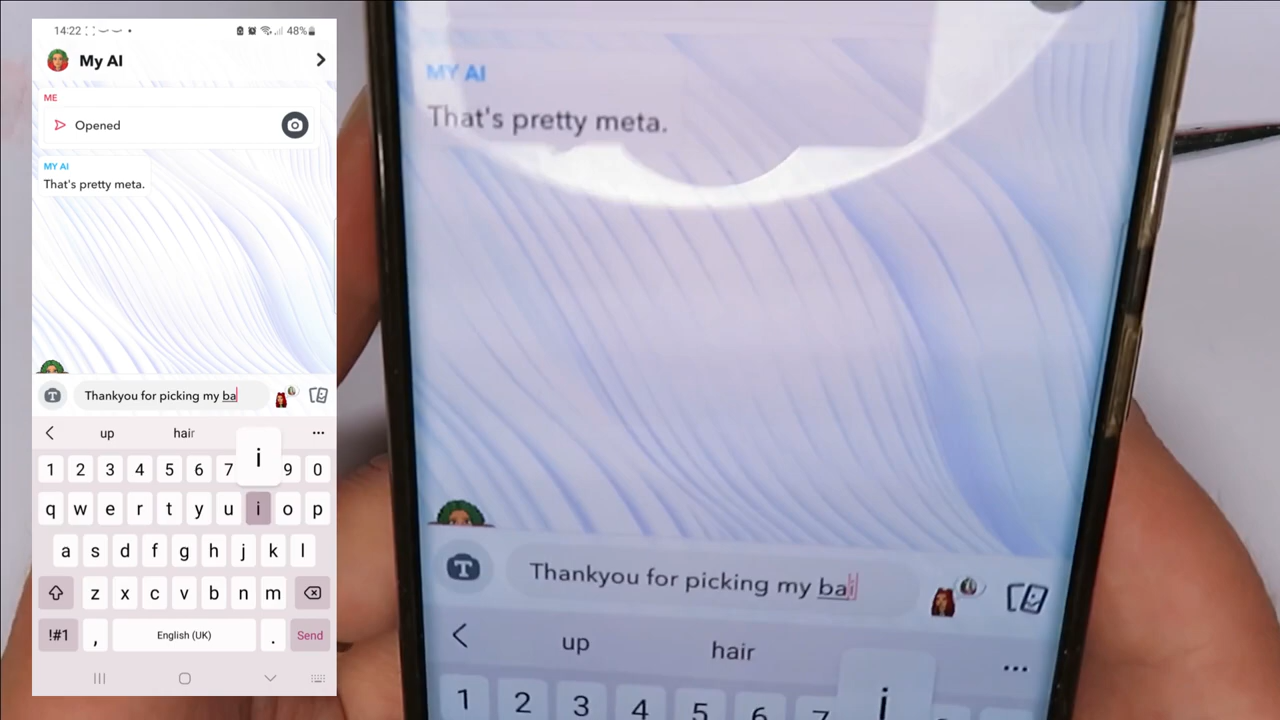 14:22
48%
My AI
ME
Opened
MY AI
That's pretty meta.
T
Thankyou for picking my ba
up
hair
...
i
1 2 3 4 5 6 7 9 0
q w e r t y u i o p
a s d f g h j k l
z x c v b n m
!#1 , English (UK) . Send
MY AI
That's pretty meta.
T
Thankyou for picking my bai
up
hair
...
i
1 2 3 4 5 6 7